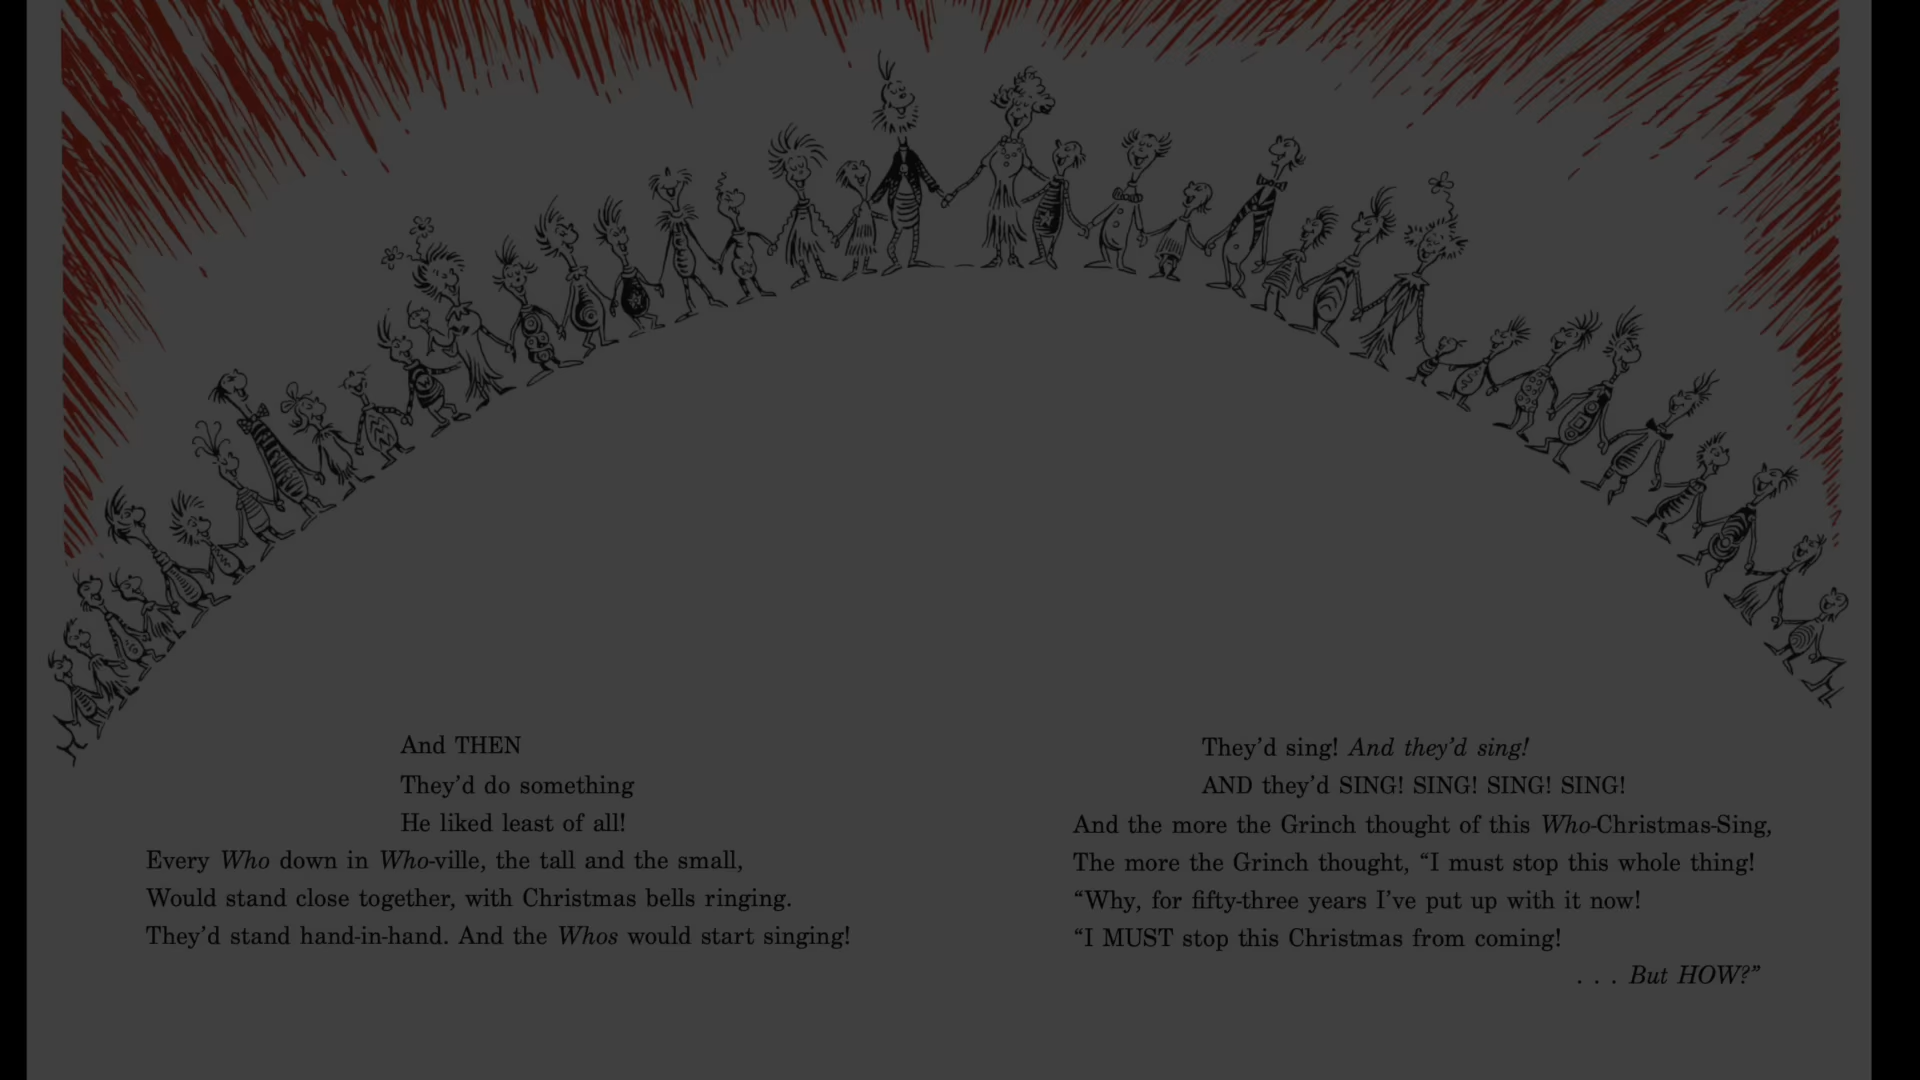 And THEN
They’d do something
He liked least of all!
Every Who down in Who-ville, the tall and the small,
Would stand close together, with Christmas bells ringing.
They’d stand hand-in-hand. And the Whos would start singing!
They’d sing! And they’d sing!
AND they’d SING! SING! SING! SING!
And the more the Grinch thought of this Who-Christmas-Sing,
The more the Grinch thought, “I must stop this whole thing!
“Why, for fifty-three years I’ve put up with it now!
“I MUST stop this Christmas from coming!
. . . But HOW?”